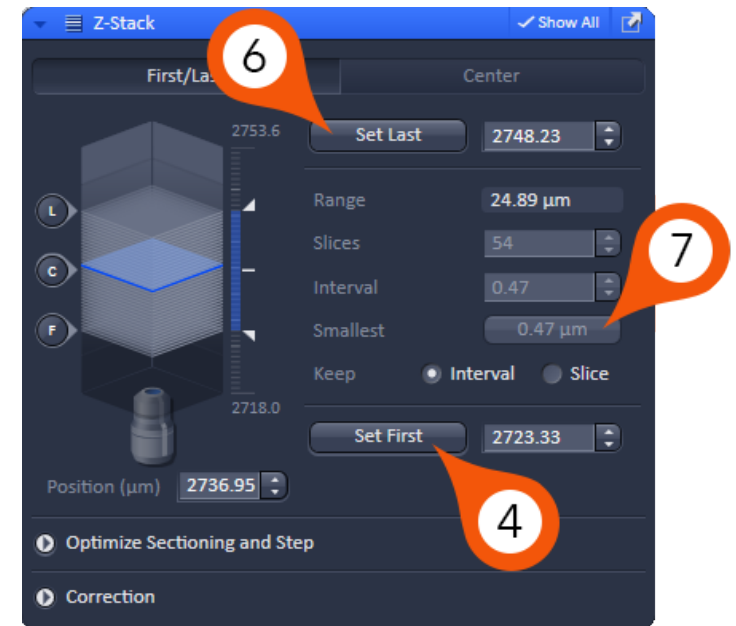 Z-Stack
Show All
6
First/La
Center
2753.6
Set Last
2748.23
L
Range
24.89 µm
7
Slices
54
C
Interval
0.47
F
Smallest
0.47 µm
Keep
Interval
Slice
2718.0
Set First
2723.33
Position (µm)
2736.95
4
Optimize Sectioning and Step
Correction